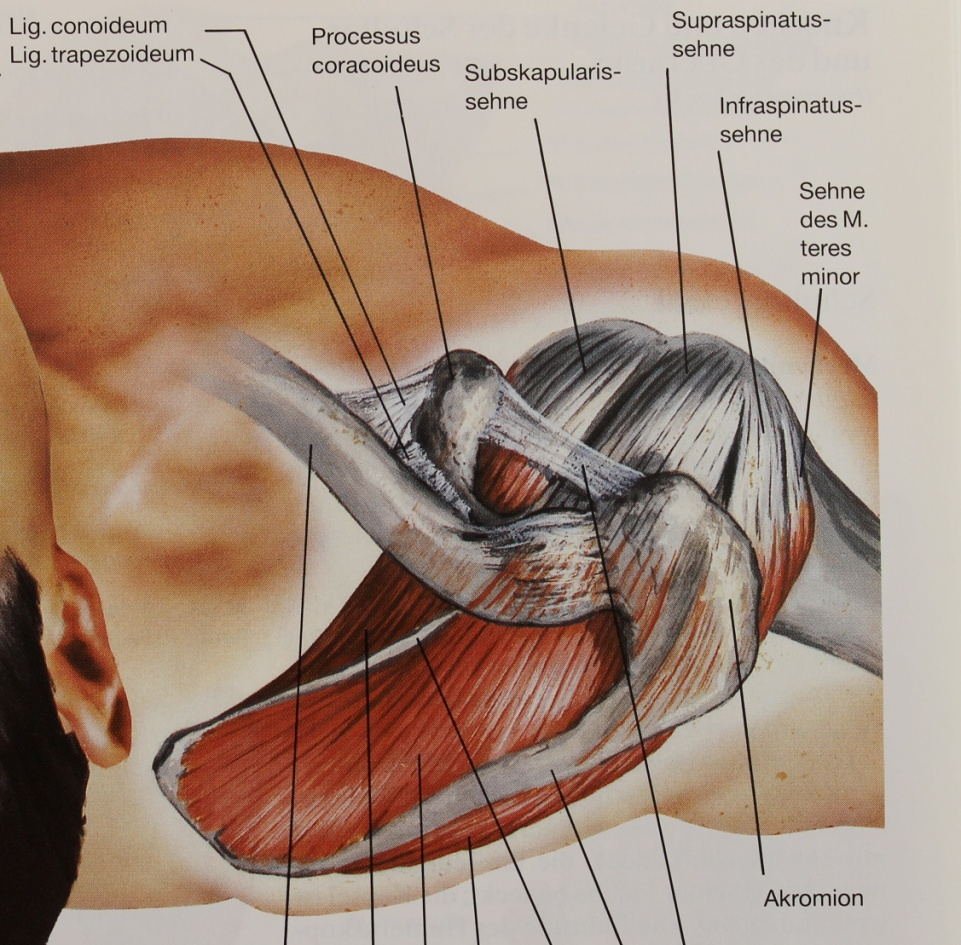 Lig. conoideum
Lig. trapezoideum
Processus
coracoideus
Subskapularis-
sehne
Supraspinatus-
sehne
Infraspinatus-
sehne
Sehne
des M.
teres
minor
Akromion